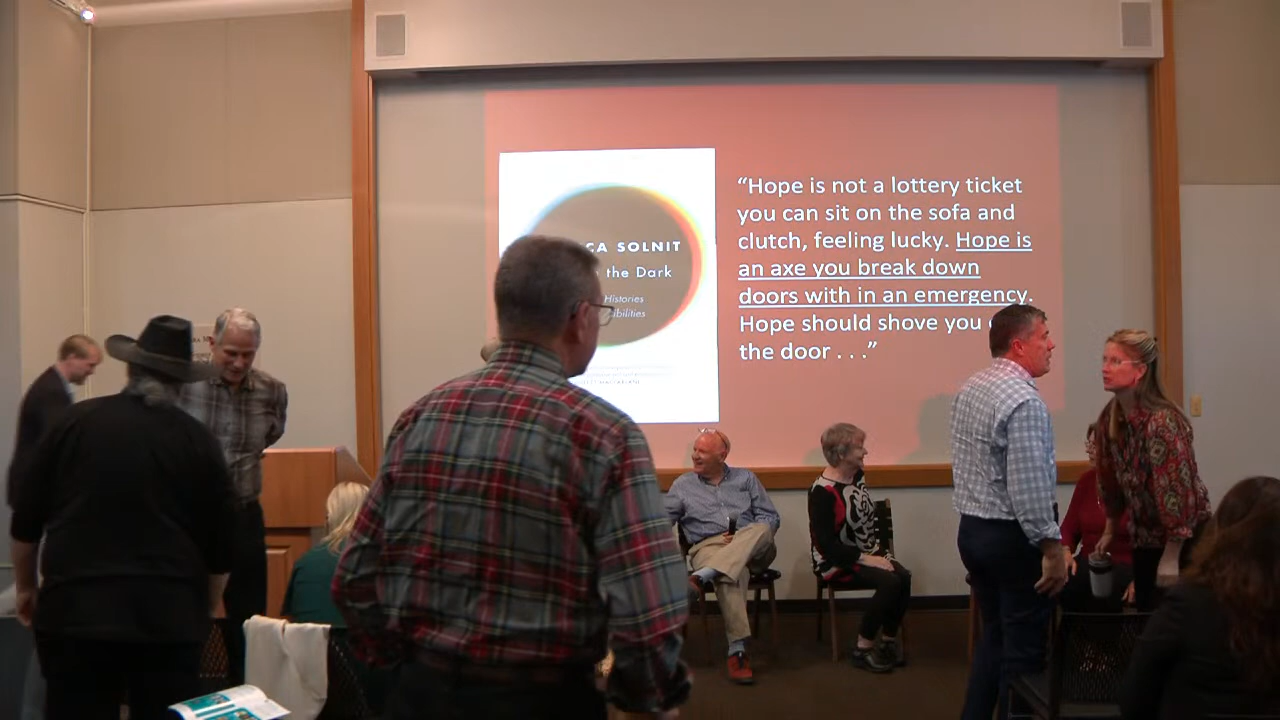 CA SOLNIT
the Dark
Histories
ibilities
“Hope is not a lottery ticket
you can sit on the sofa and
clutch, feeling lucky. Hope is
an axe you break down
doors with in an emergency.
Hope should shove you
the door . . .”